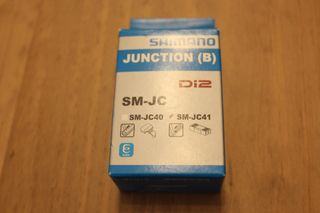 SHIMANO
JUNCTION (B)
Di2
SM-JC
SM-JC40 SM-JC41